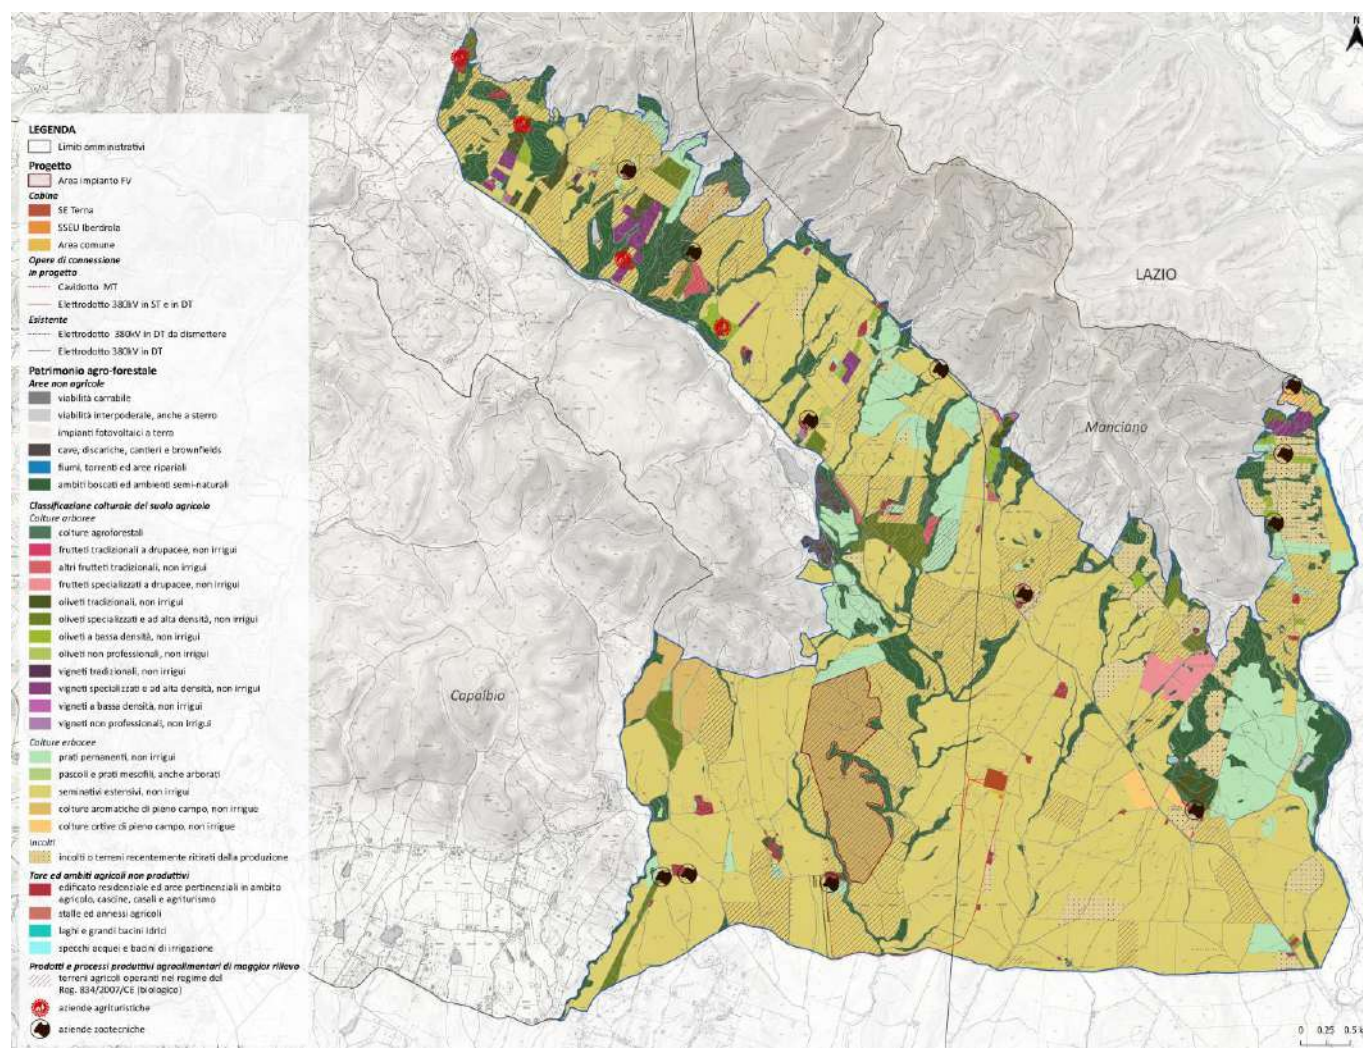 N
LEGENDA
Limiti amministrativi
Progetto
Area impianto FV
Cabine
SE Terna
SSEU Iberdrola
Area comune
Opere di connessione
in progetto
Cavidotto MT
Elettrodotto 380kV in ST e in DT
Esistente
Elettrodotto 380kV in DT da dismettere
Elettrodotto 380kV in DT
Patrimonio agro-forestale
Aree non agricole
viabilità carrabile
viabilità interpoderale, anche a sterro
impianti fotovoltaici a terra
cave, discariche, cantieri e brownfields
fiumi, torrenti ed aree ripariali
ambiti boscati ed ambienti semi-naturali
Classificazione colturale del suolo agricolo
Colture arboree
colture agroforestali
frutteti tradizionali a drupacee, non irrigui
altri frutteti tradizionali, non irrigui
frutteti specializzati a drupacee, non irrigui
oliveti tradizionali, non irrigui
oliveti specializzati e ad alta densità, non irrigui
oliveti a bassa densità, non irrigui
oliveti non professionali, non irrigui
vigneti tradizionali, non irrigui
vigneti specializzati e ad alta densità, non irrigui
vigneti a bassa densità, non irrigui
vigneti non professionali, non irrigui
Colture erbacee
prati permanenti, non irrigui
pascoli e prati mesofili, anche arborati
seminativi estensivi, non irrigui
colture aromatiche di pieno campo, non irrigue
colture ortive di pieno campo, non irrigue
Incolti
incolti o terreni recentemente ritirati dalla produzione
Tare ed ambiti agricoli non produttivi
edificato residenziale ed aree pertinenziali in ambito
agricolo, cascine, casali e agriturismo
stalle ed annessi agricoli
laghi e grandi bacini idrici
specchi acquei e bacini di irrigazione
Prodotti e processi produttivi agroalimentari di maggior rilievo
terreni agricoli operanti nel regime del
Reg. 834/2007/CE (biologico)
aziende agrituristiche
aziende zootecniche
LAZIO
Manciano
Capalbio
0 0.25 0.5 k